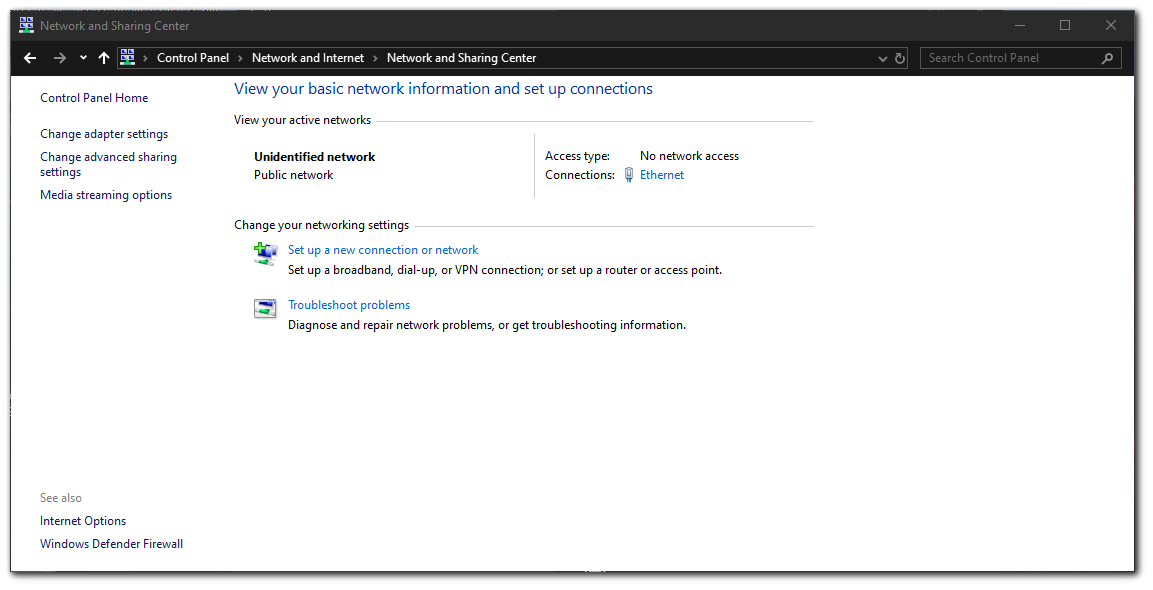 Network and Sharing Center
Control Panel > Network and Internet > Network and Sharing Center
Search Control Panel
Control Panel Home
Change adapter settings
Change advanced sharing
settings
Media streaming options
View your basic network information and set up connections
View your active networks
Unidentified network
Public network
Access type: No network access
Connections: Ethernet
Change your networking settings
Set up a new connection or network
Set up a broadband, dial-up, or VPN connection; or set up a router or access point.
Troubleshoot problems
Diagnose and repair network problems, or get troubleshooting information.
See also
Internet Options
Windows Defender Firewall